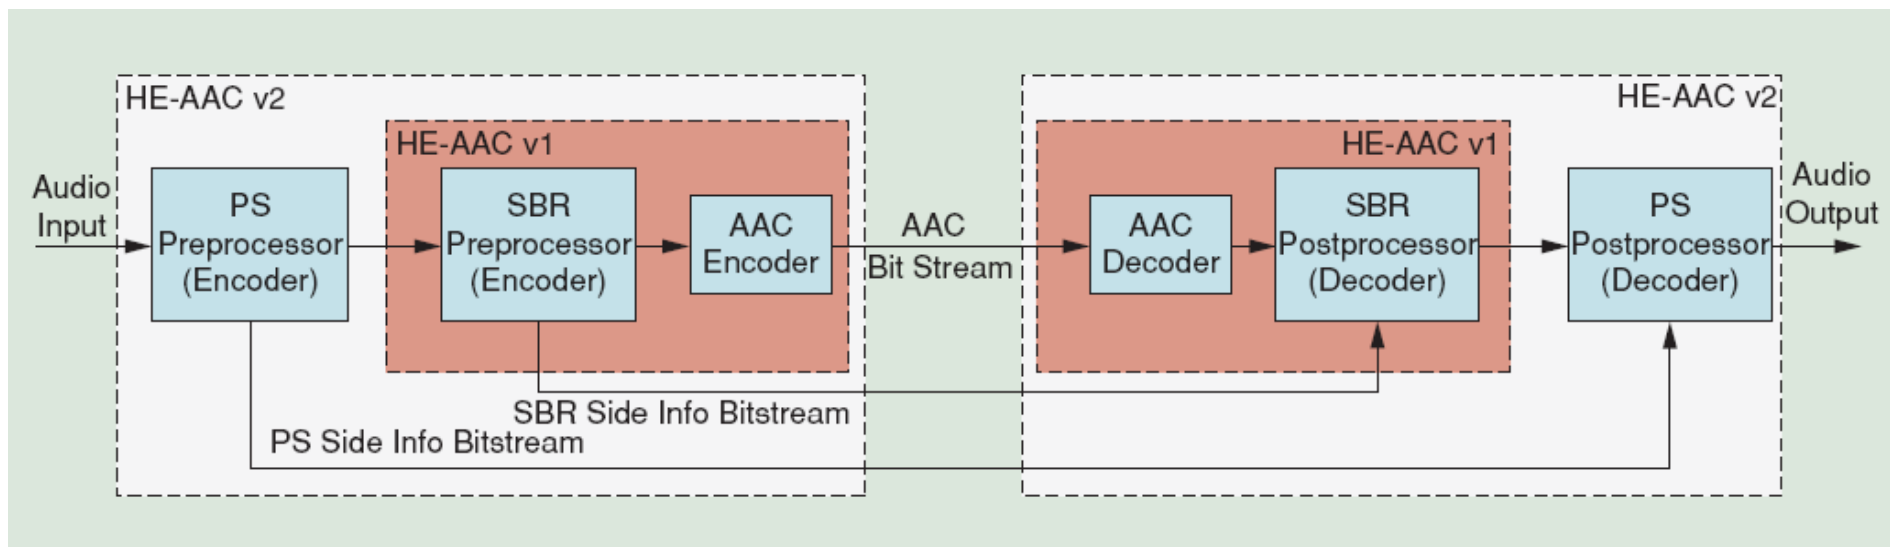 HE-AAC v2
HE-AAC v1
Audio
Input
PS
Preprocessor
(Encoder)
SBR
Preprocessor
(Encoder)
AAC
Encoder
AAC
Bit Stream
SBR Side Info Bitstream
PS Side Info Bitstream
HE-AAC v2
HE-AAC v1
AAC
Decoder
SBR
Postprocessor
(Decoder)
PS
Postprocessor
(Decoder)
Audio
Output